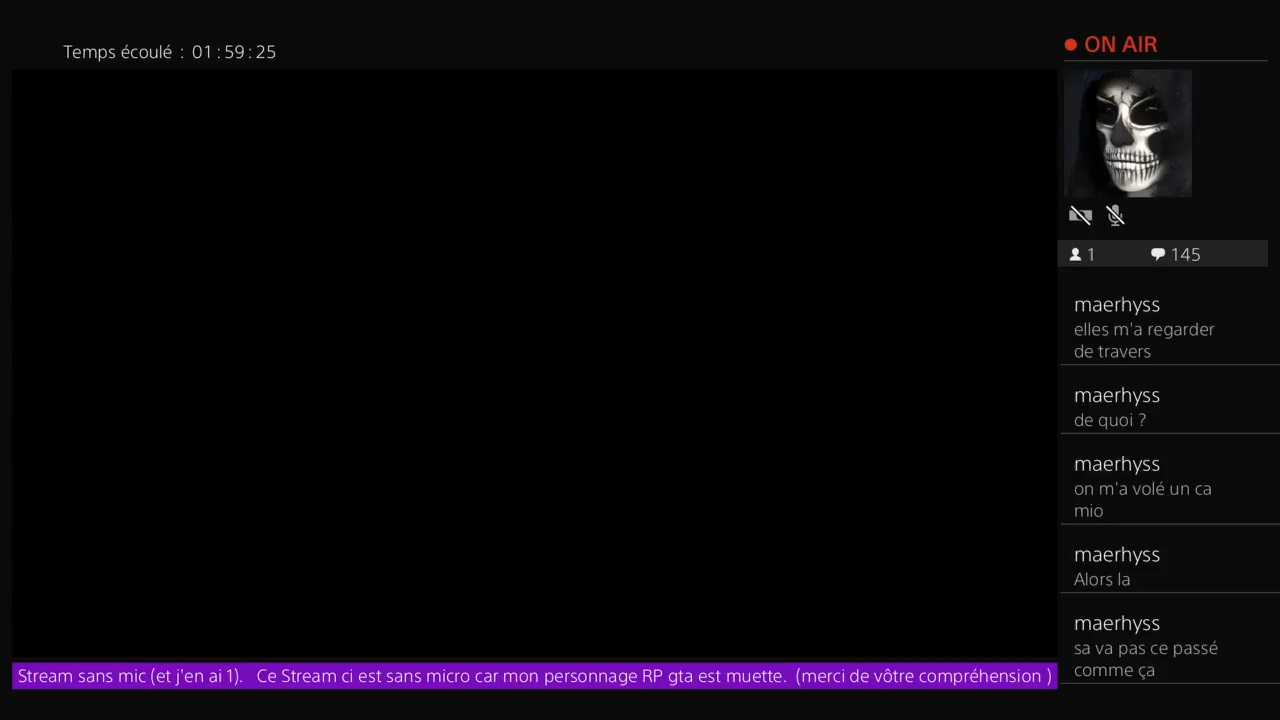 Temps écoulé : 01:59:25
ON AIR
1 145
maerhyss
elles m'a regarder
de travers
maerhyss
de quoi ?
maerhyss
on m'a volé un ca
mio
maerhyss
Alors la
maerhyss
sa va pas ce passé
comme ça
Stream sans mic (et j'en ai 1). Ce Stream ci est sans micro car mon personnage RP gta est muette. (merci de vôtre compréhension )